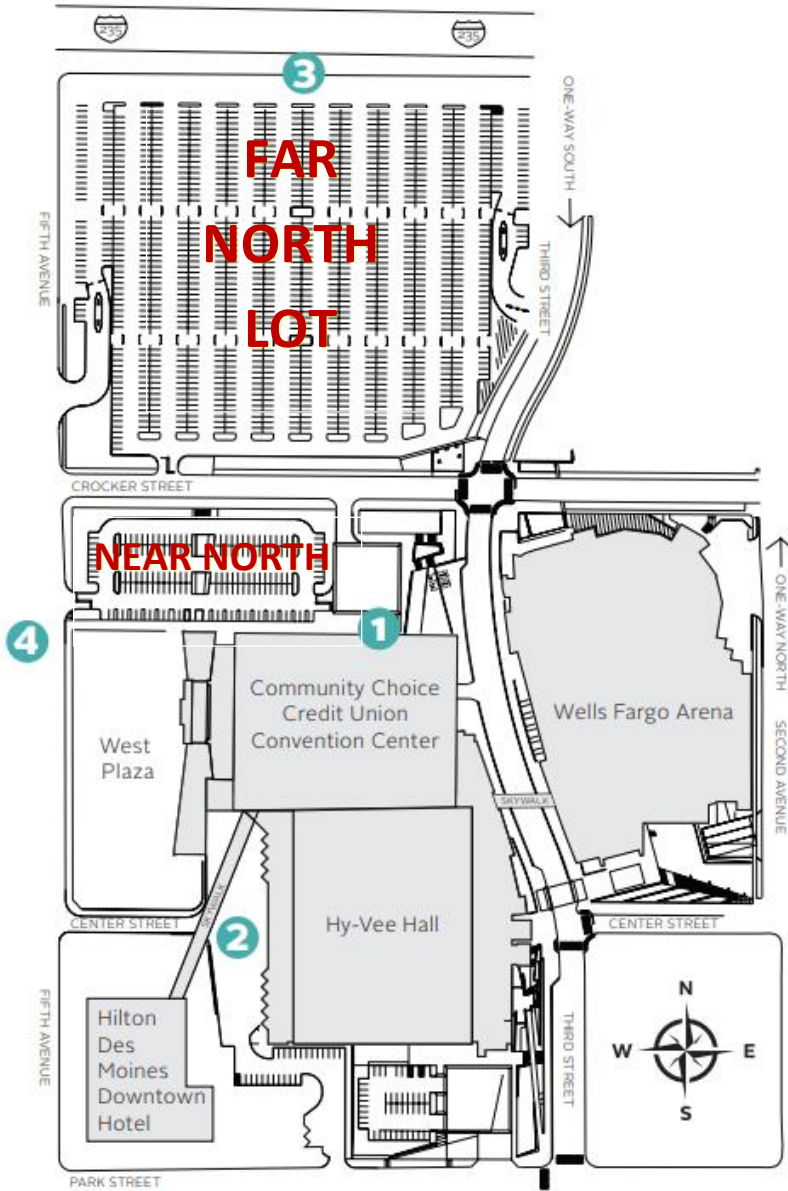 235
235
3
ONE-WAY SOUTH
FAR
NORTH
LOT
FIFTH AVENUE
THIRD STREET
CROCKER STREET
NEAR NORTH
4
1
ONE-WAY NORTH
SECOND AVENUE
Community Choice
Credit Union
Convention Center
Wells Fargo Arena
West
Plaza
SKYWALK
SKYWALK
CENTER STREET
2
Hy-Vee Hall
CENTER STREET
FIFTH AVENUE
Hilton
Des
Moines
Downtown
Hotel
THIRD STREET
N
W
E
S
PARK STREET